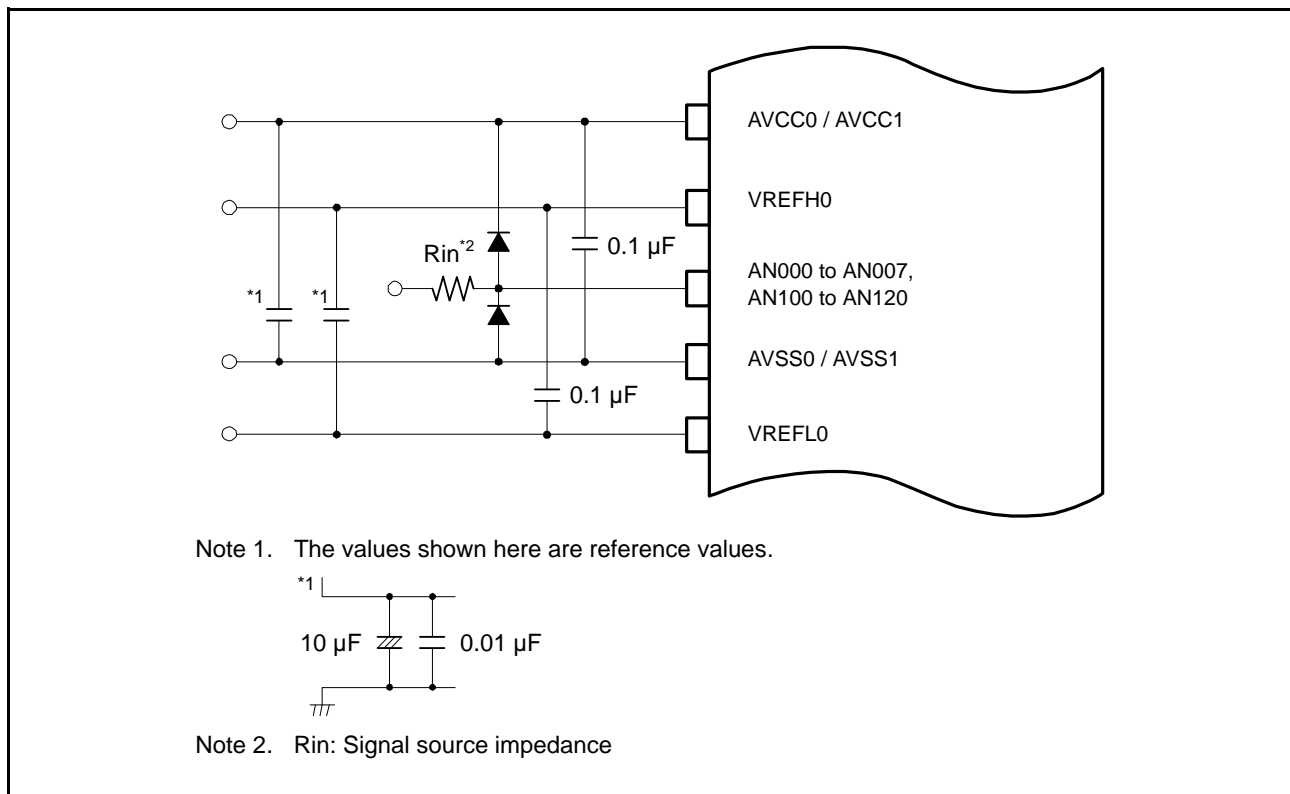 AVCC0 / AVCC1
VREFH0
Rin*2
0.1 µF
AN000 to AN007,
AN100 to AN120
*1
*1
AVSS0 / AVSS1
0.1 µF
VREFL0
Note 1. The values shown here are reference values.
*1
10 µF
0.01 µF
Note 2. Rin: Signal source impedance